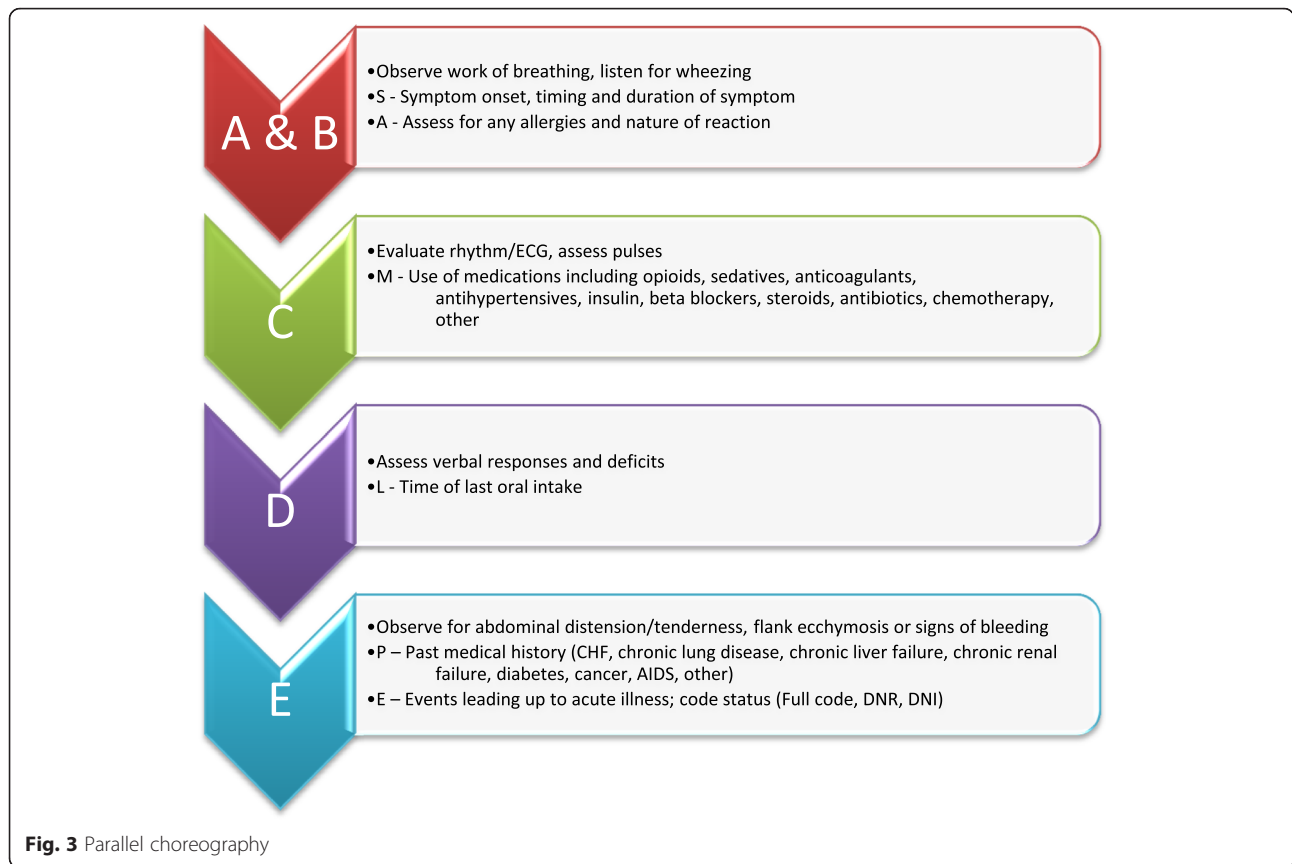 A & B
•Observe work of breathing, listen for wheezing
•S - Symptom onset, timing and duration of symptom
•A - Assess for any allergies and nature of reaction
C
•Evaluate rhythm/ECG, assess pulses
•M - Use of medications including opioids, sedatives, anticoagulants,
antihypertensives, insulin, beta blockers, steroids, antibiotics, chemotherapy,
other
D
•Assess verbal responses and deficits
•L - Time of last oral intake
E
•Observe for abdominal distension/tenderness, flank ecchymosis or signs of bleeding
•P – Past medical history (CHF, chronic lung disease, chronic liver failure, chronic renal
failure, diabetes, cancer, AIDS, other)
•E – Events leading up to acute illness; code status (Full code, DNR, DNI)
Fig. 3 Parallel choreography